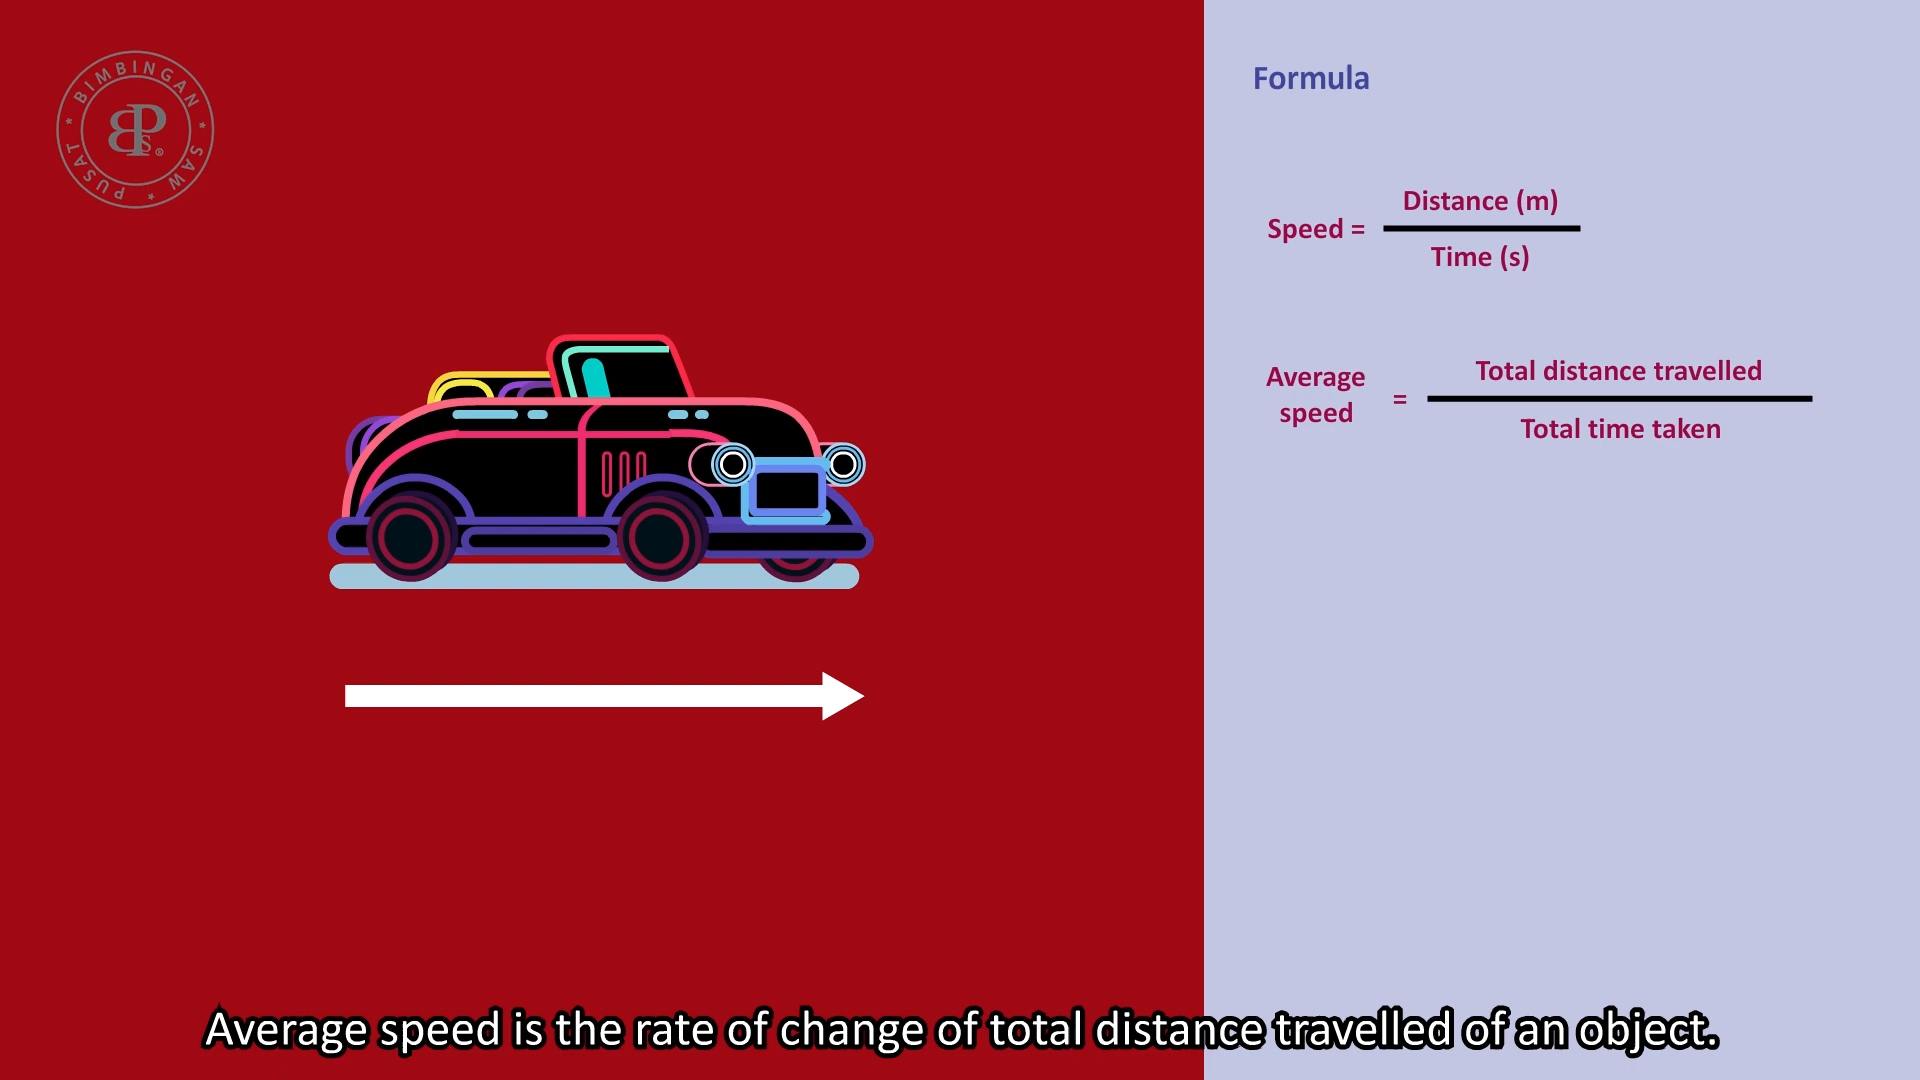 PUSAT * BIMBINGAN * SAW *
BPs®
Formula
Speed =
Distance (m)
Time (s)
Average
speed
=
Total distance travelled
Total time taken
Average speed is the rate of change of total distance travelled of an object.